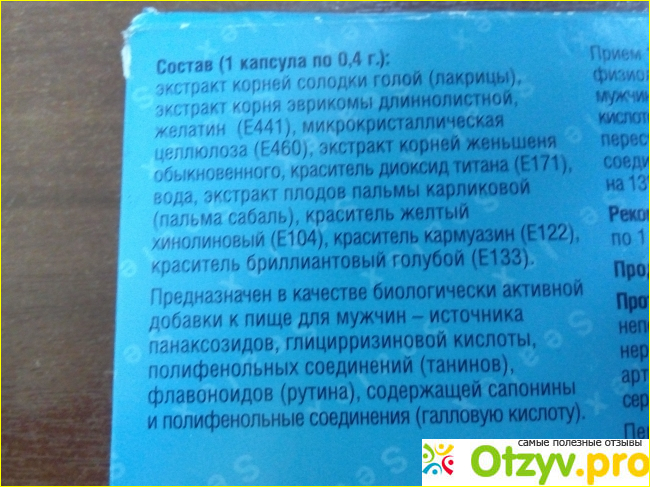 Состав (1 капсула по 0,4 г.):
экстракт корней солодки голой (лакрицы),
экстракт корня эврикомы длиннолистной,
желатин (Е441), микрокристаллическая
целлюлоза (Е460), экстракт корней женьшеня
обыкновенного, краситель диоксид титана (Е171),
вода, экстракт плодов пальмы карликовой
(пальма сабаль), краситель желтый
хинолиновый (Е104), краситель кармуазин (Е122),
краситель бриллиантовый голубой (Е133).
Предназначен в качестве биологически активной
добавки к пище для мужчин – источника
панаксозидов, глицирризиновой кислоты,
полифенольных соединений (танинов),
флавоноидов (рутина), содержащей сапонины
и полифенольные соединения (галловую кислоту).
Прием
физиол
мужчин
кислот
перест
соеди
на 13
Реко
по 1
Про
Прот
неп
нер
арт
сер
Пе
самые полезные отзывы
Otzyv.pro